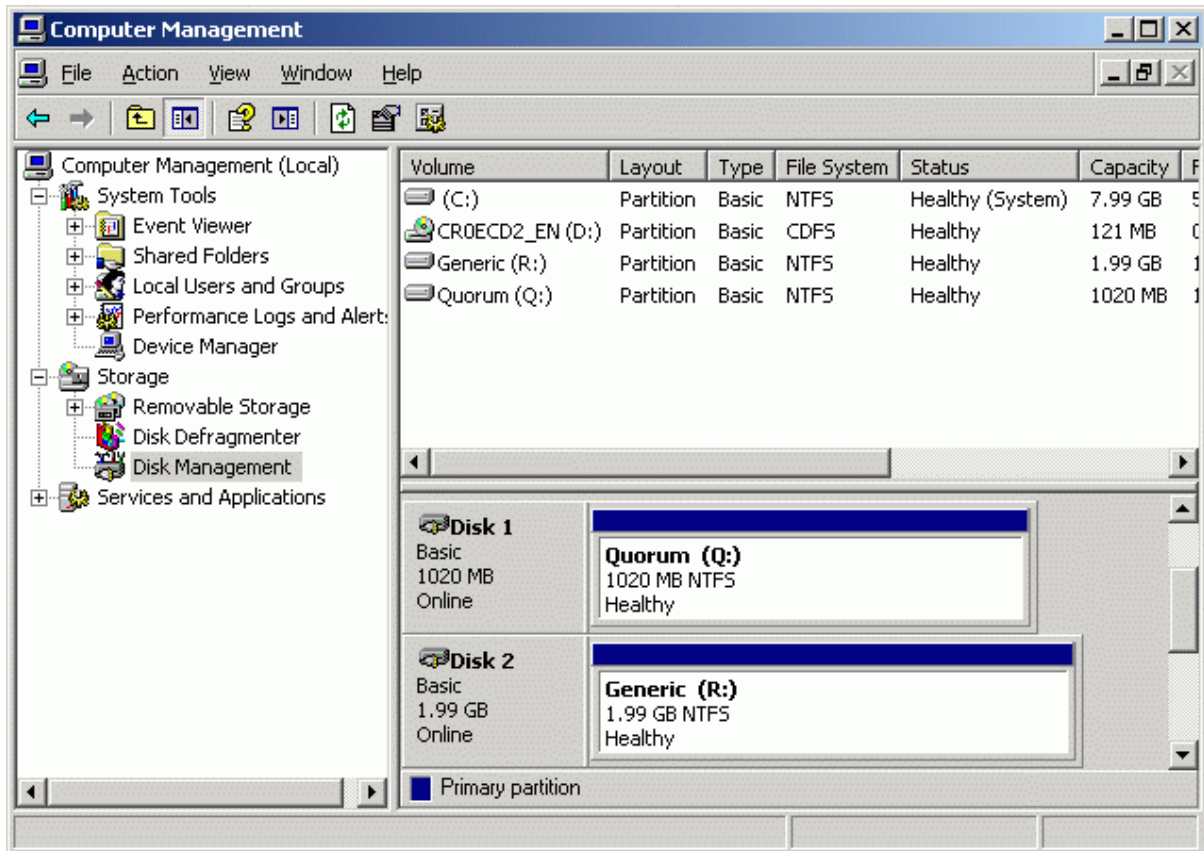 Computer Management
File Action View Window Help
Computer Management (Local)
System Tools
Event Viewer
Shared Folders
Local Users and Groups
Performance Logs and Alert
Device Manager
Storage
Removable Storage
Disk Defragmenter
Disk Management
Services and Applications
Volume Layout Type File System Status Capacity
(C:) Partition Basic NTFS Healthy (System) 7.99 GB
CR0ECD2_EN (D:) Partition Basic CDFS Healthy 121 MB
Generic (R:) Partition Basic NTFS Healthy 1.99 GB
Quorum (Q:) Partition Basic NTFS Healthy 1020 MB
Disk 1
Basic
1020 MB
Online
Quorum (Q:)
1020 MB NTFS
Healthy
Disk 2
Basic
1.99 GB
Online
Generic (R:)
1.99 GB NTFS
Healthy
Primary partition